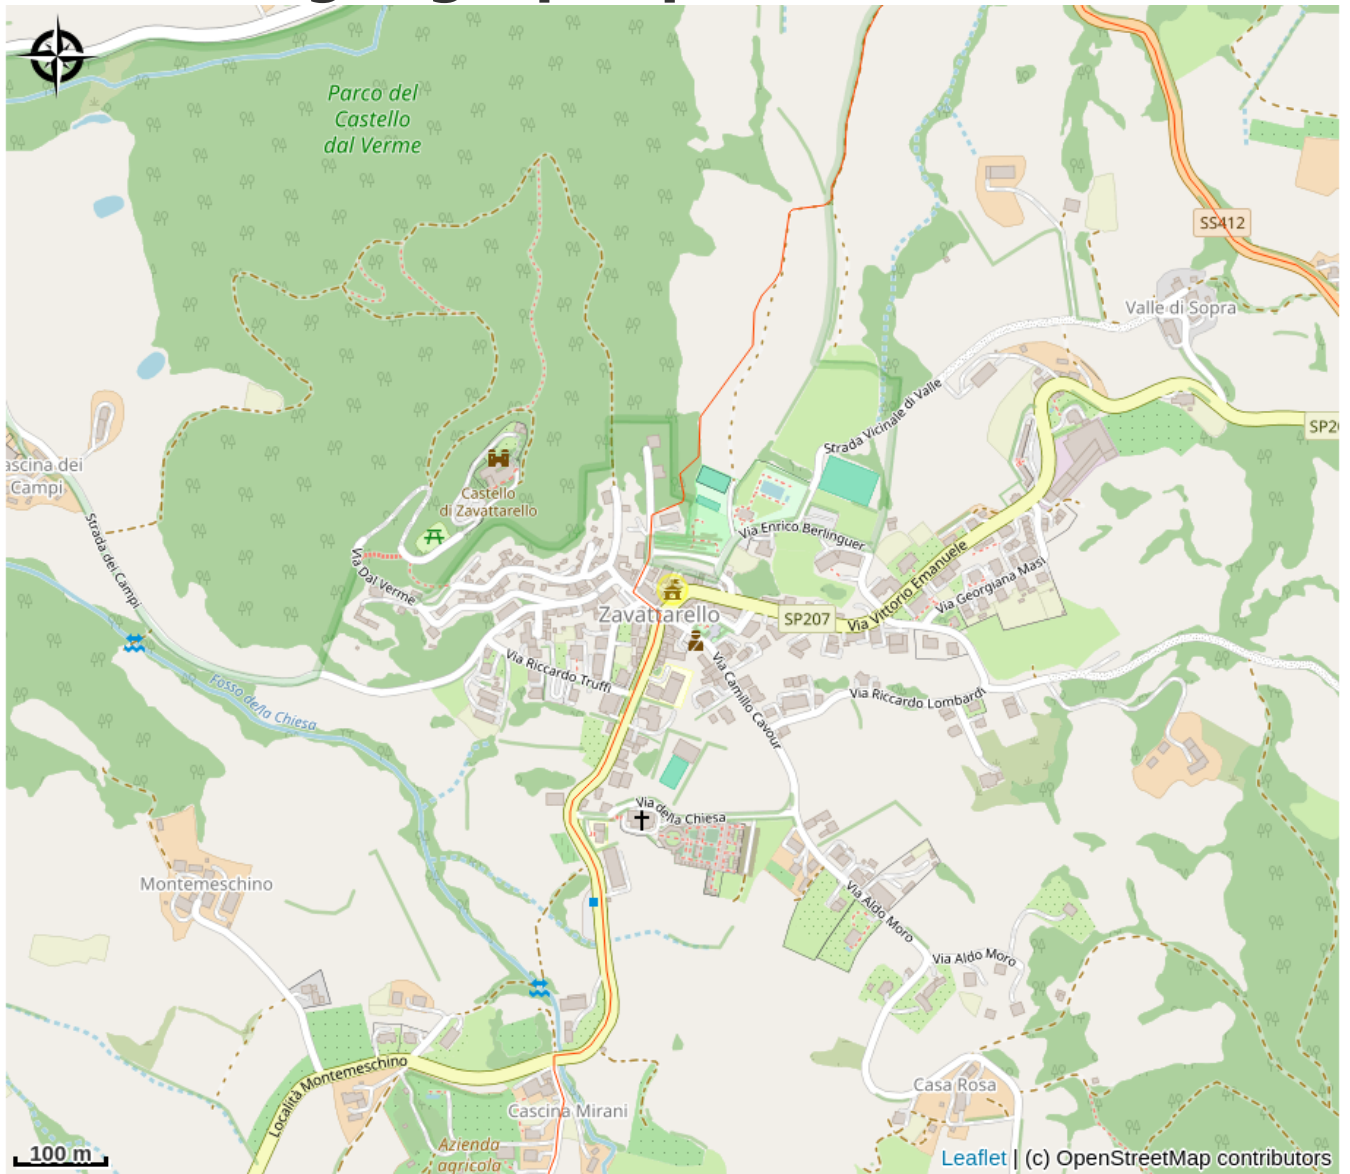 Parco del
Castello
dal Verme
SS412
Valle di Sopra
Strada Vicinale di Valle
SP20
ascina dei
Campi
Castello
di Zavattarello
Strada dei Campi
Via Enrico Berlinguer
Via Dal Verme
Via Vittorio Emanuele
Via Georgiana Masi
Zavattarello
SP207
Via Riccardo Truffi
Via Camillo Cavour
Via Riccardo Lombardi
Fosso della Chiesa
Via della Chiesa
Montemeschino
Via Aldo Moro
Via Aldo Moro
Località Montemeschino
Casa Rosa
Cascina Mirani
Azienda
agricola
100 m
Leaflet | (c) OpenStreetMap contributors